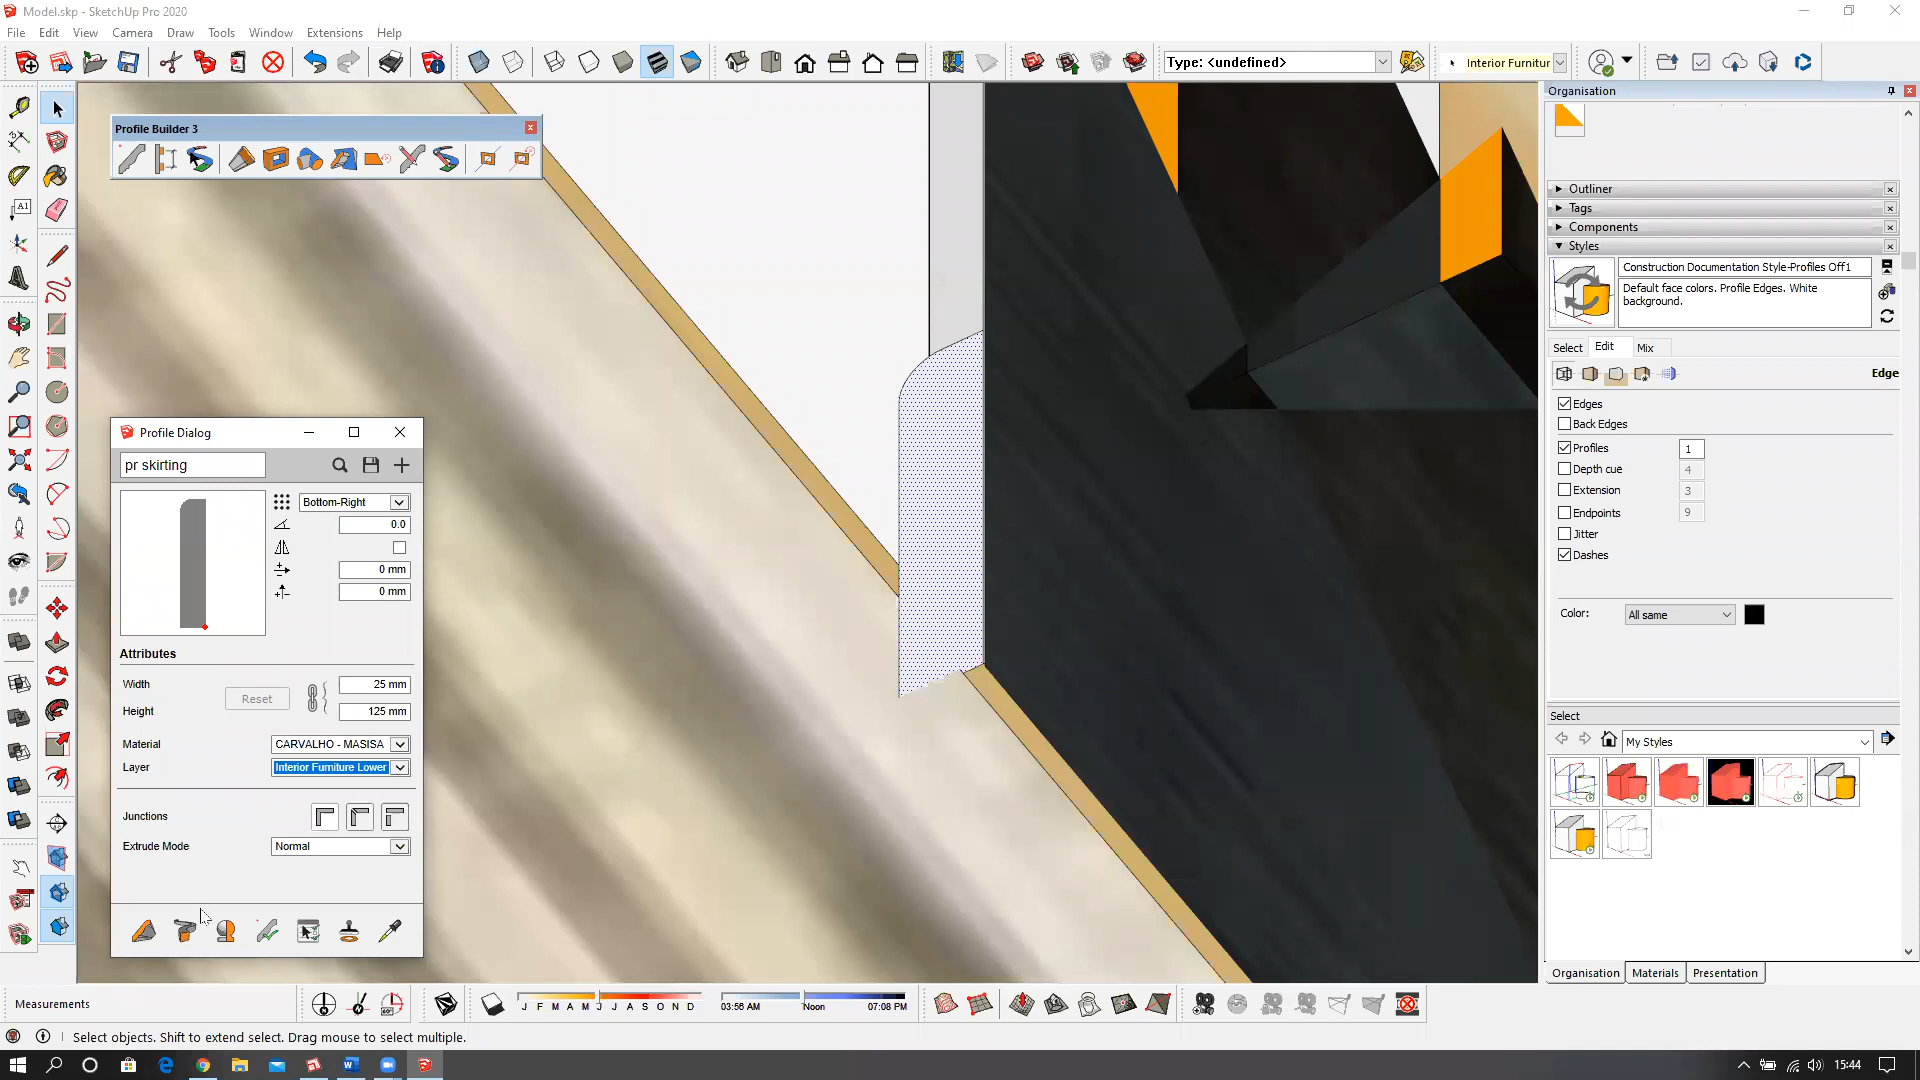 Model.skp - SketchUp Pro 2020
File Edit View Camera Draw Tools Window Extensions Help
Type: <undefined>
Interior Furnitur
Organisation
Profile Builder 3
A1
Outliner
Tags
Components
Styles
Construction Documentation Style-Profiles Off1
Default face colors. Profile Edges. White
background.
Select Edit Mix
Edge
Edges
Back Edges
Profiles 1
Depth cue 4
Extension 3
Endpoints 9
Jitter
Dashes
Color: All same
Profile Dialog
pr skirting
Bottom-Right
0.0
0 mm
0 mm
Attributes
Width 25 mm
Reset
Height 125 mm
Material CARVALHO - MASISA
Layer Interior Furniture Lower
Junctions
Extrude Mode Normal
Select
My Styles
Organisation Materials Presentation
Measurements
J F M A M J J A S O N D
03:56 AM Noon 07:08 PM
Select objects. Shift to extend select. Drag mouse to select multiple.
15:44